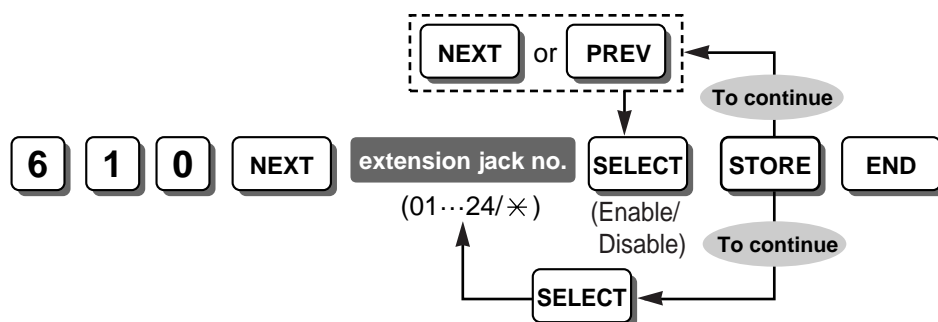 NEXT or PREV
To continue
6 1 0 NEXT extension jack no. SELECT STORE END
(01···24/✳) (Enable/
Disable) To continue
SELECT